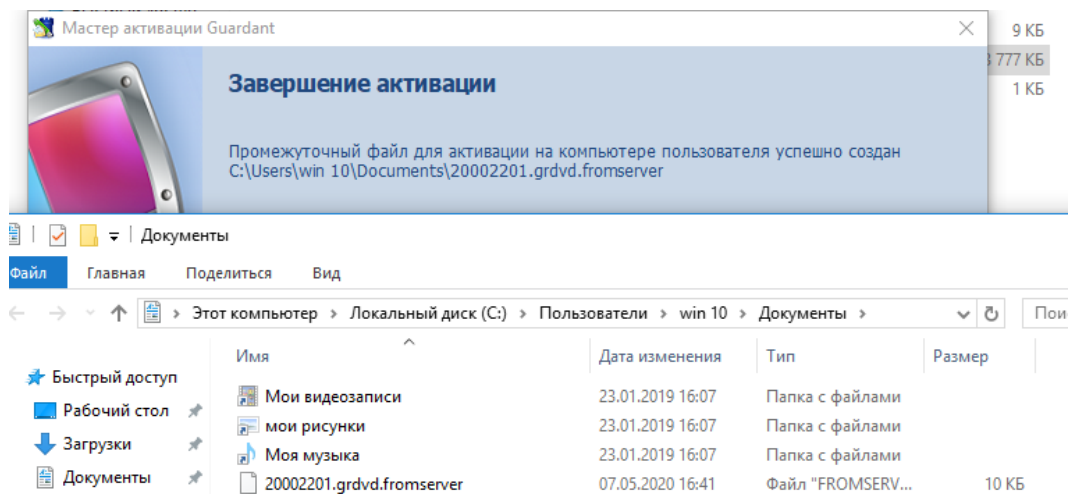 Мастер активации Guardant
9 КБ
777 КБ
1 КБ
Завершение активации
Промежуточный файл для активации на компьютере пользователя успешно создан
C:\Users\win 10\Documents\20002201.grdvd.fromserver
Документы
Файл Главная Поделиться Вид
Этот компьютер > Локальный диск (C:) > Пользователи > win 10 > Документы >
Имя Дата изменения Тип Размер
Быстрый доступ
Рабочий стол
Загрузки
Документы
Мои видеозаписи 23.01.2019 16:07 Папка с файлами
мои рисунки 23.01.2019 16:07 Папка с файлами
Моя музыка 23.01.2019 16:07 Папка с файлами
20002201.grdvd.fromserver 07.05.2020 16:41 Файл "FROMSERV... 10 КБ